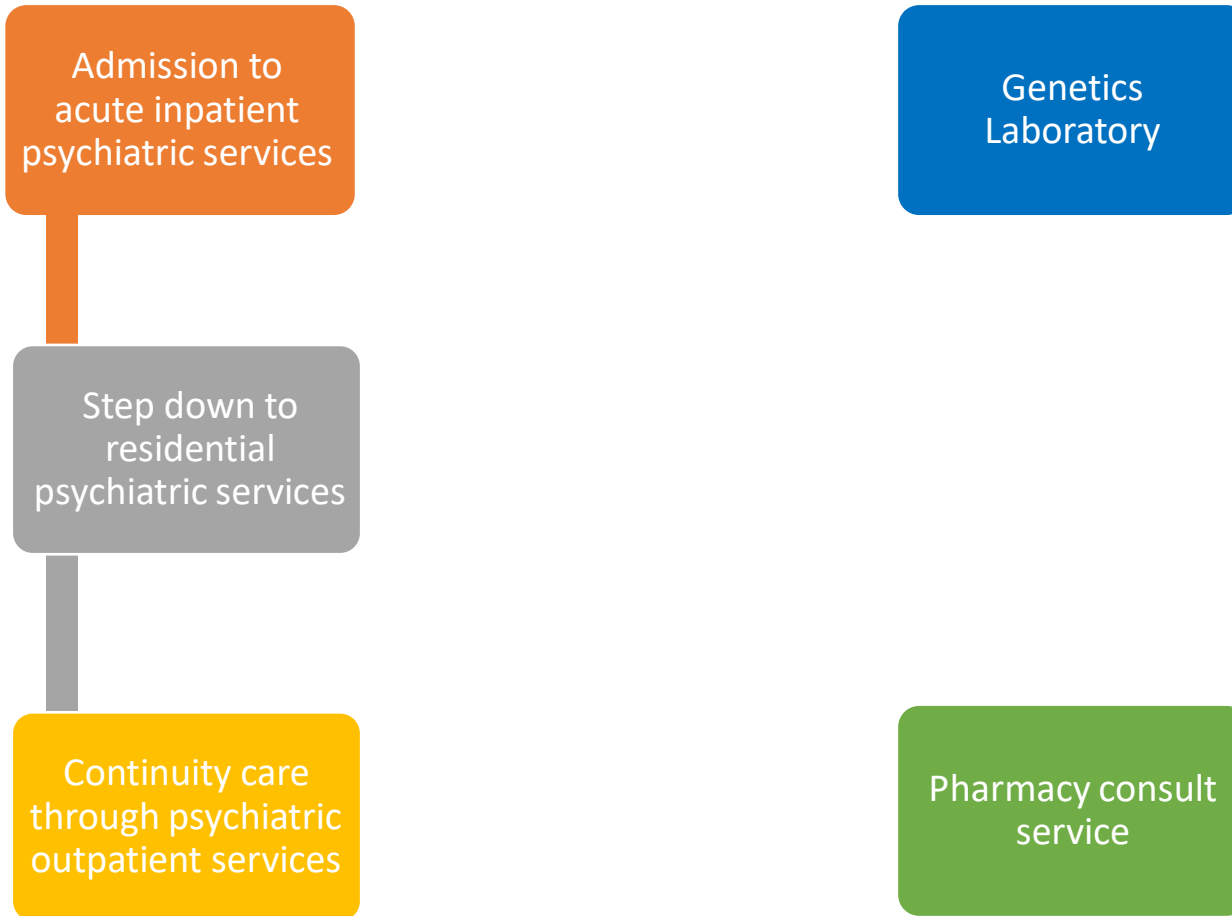 Admission to
acute inpatient
psychiatric services
Genetics
Laboratory
Step down to
residential
psychiatric services
Continuity care
through psychiatric
outpatient services
Pharmacy consult
service